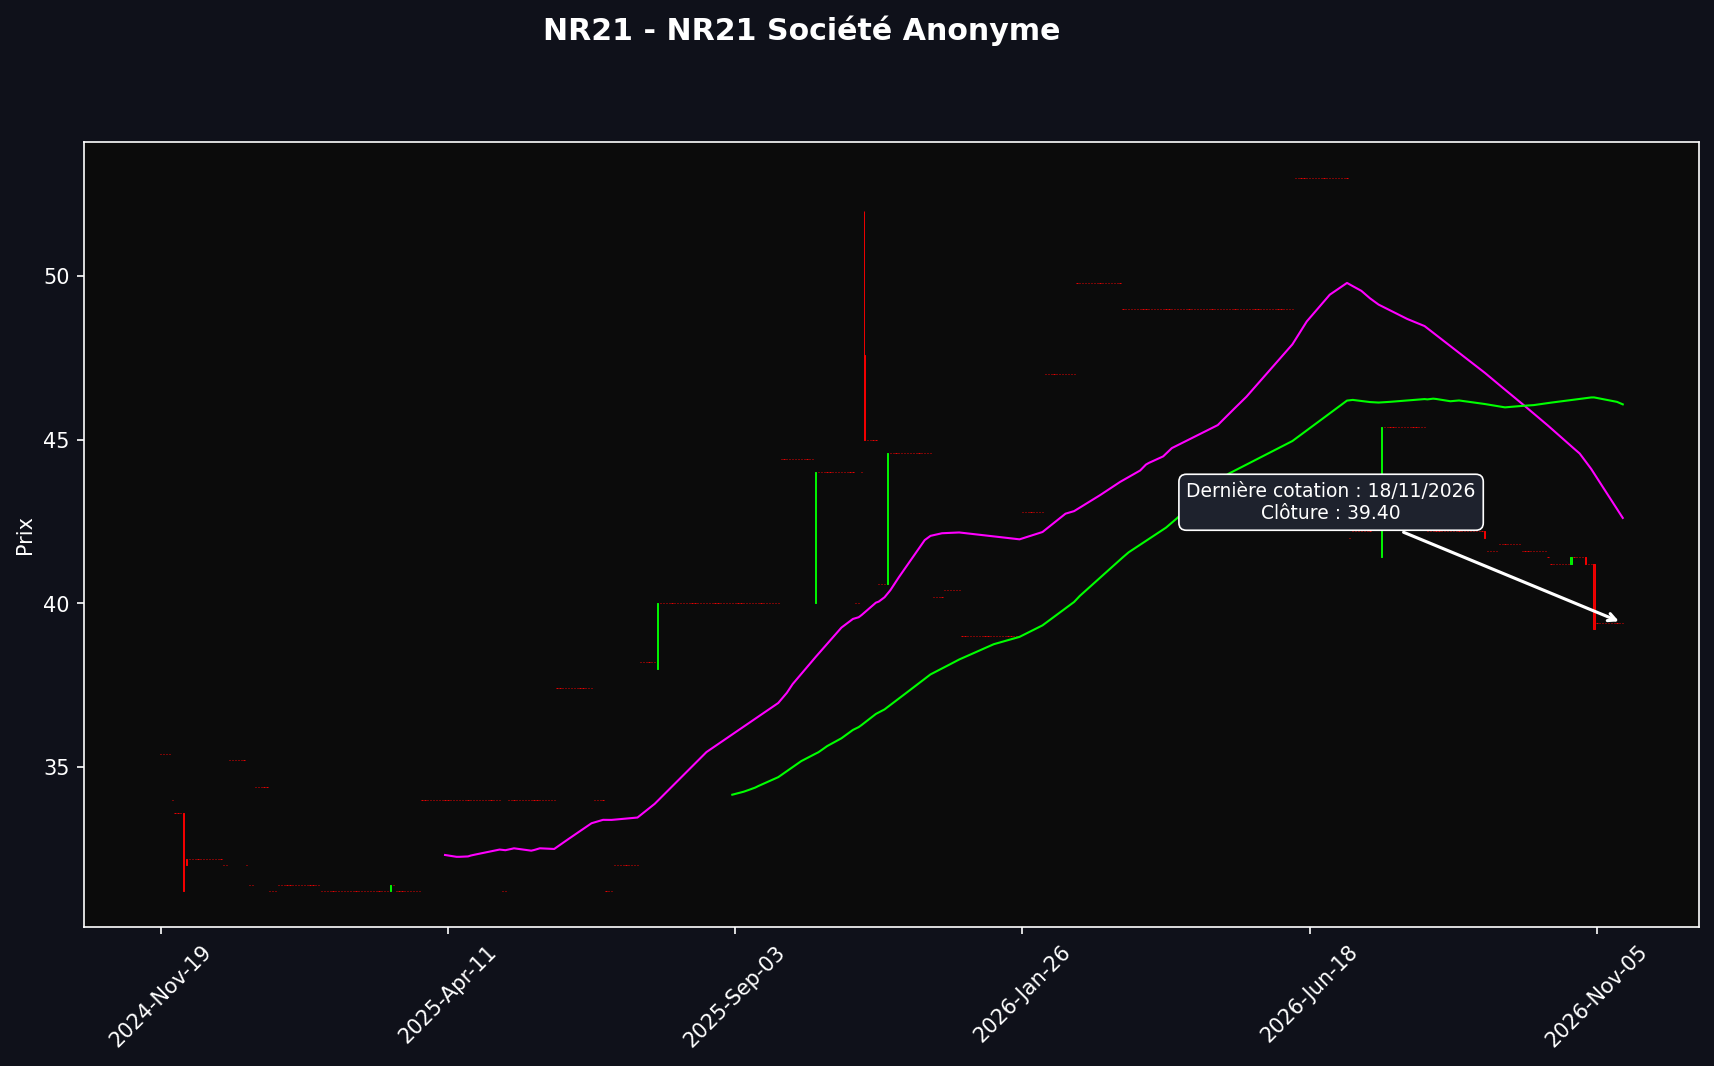 NR21 - NR21 Société Anonyme
Prix
50
45
40
35
Dernière cotation : 18/11/2026
Clôture : 39.40
2024-Nov-19
2025-Apr-11
2025-Sep-03
2026-Jan-26
2026-Jun-18
2026-Nov-05